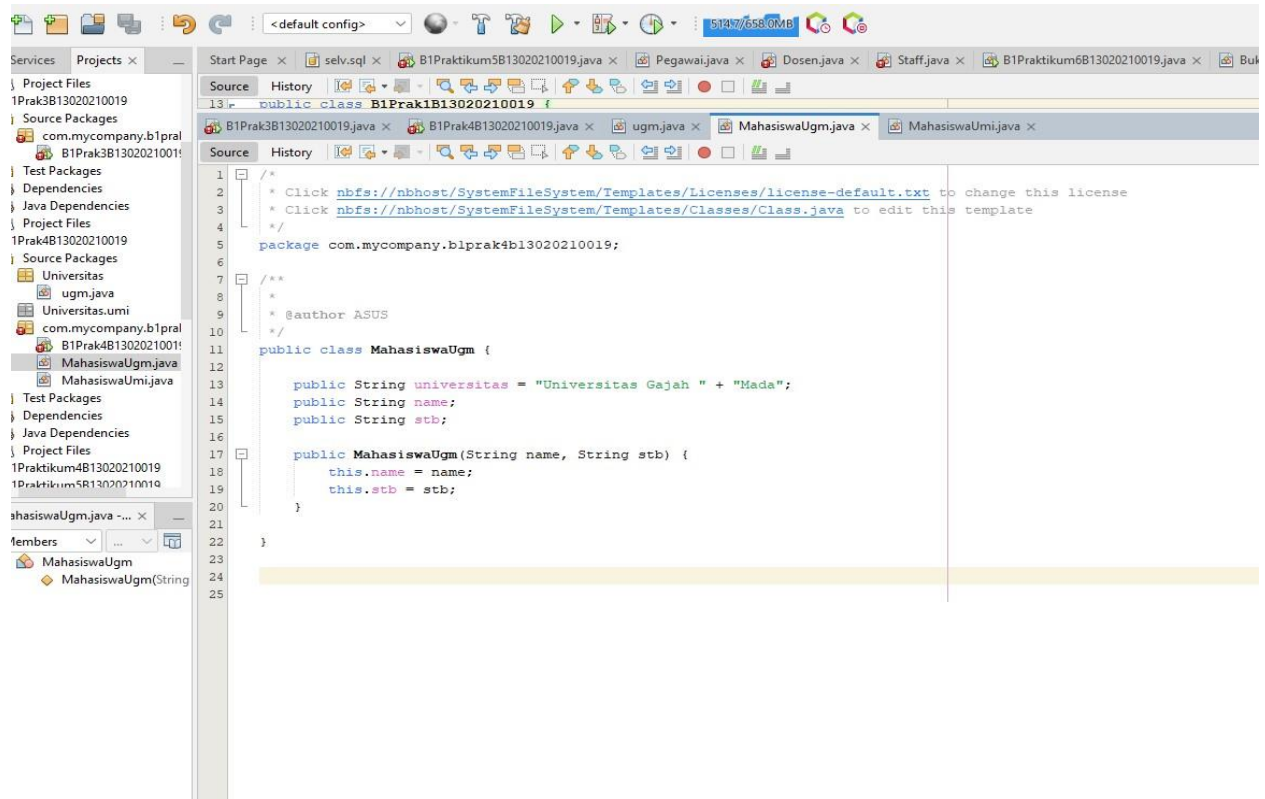 <default config>
514.7/658.0MB
Services Projects
Start Page selv.sql B1Praktikum5B13020210019.java Pegawai.java Dosen.java Staff.java B1Praktikum6B13020210019.java Buk
Source History
13 public class B1Prak1B13020210019 {
B1Prak3B13020210019.java B1Prak4B13020210019.java ugm.java MahasiswaUgm.java MahasiswaUmi.java
Source History
Project Files
1Prak3B13020210019
Source Packages
com.mycompany.b1pral
B1Prak3B1302021001
Test Packages
Dependencies
Java Dependencies
Project Files
1Prak4B13020210019
Source Packages
Universitas
ugm.java
Universitas.umi
com.mycompany.b1pral
B1Prak4B1302021001
MahasiswaUgm.java
MahasiswaUmi.java
Test Packages
Dependencies
Java Dependencies
Project Files
1Praktikum4B13020210019
1Praktikum5B13020210019
ahasiswaUgm.java -...
Members ...
MahasiswaUgm
MahasiswaUgm(String
1 /*
2 * Click nbfs://nbhost/SystemFileSystem/Templates/Licenses/license-default.txt to change this license
3 * Click nbfs://nbhost/SystemFileSystem/Templates/Classes/Class.java to edit this template
4 */
5 package com.mycompany.b1prak4b13020210019;
6
7 /**
8 *
9 * @author ASUS
10 */
11 public class MahasiswaUgm {
12
13 public String universitas = "Universitas Gajah " + "Mada";
14 public String name;
15 public String stb;
16
17 public MahasiswaUgm(String name, String stb) {
18 this.name = name;
19 this.stb = stb;
20 }
21
22 }
23
24
25